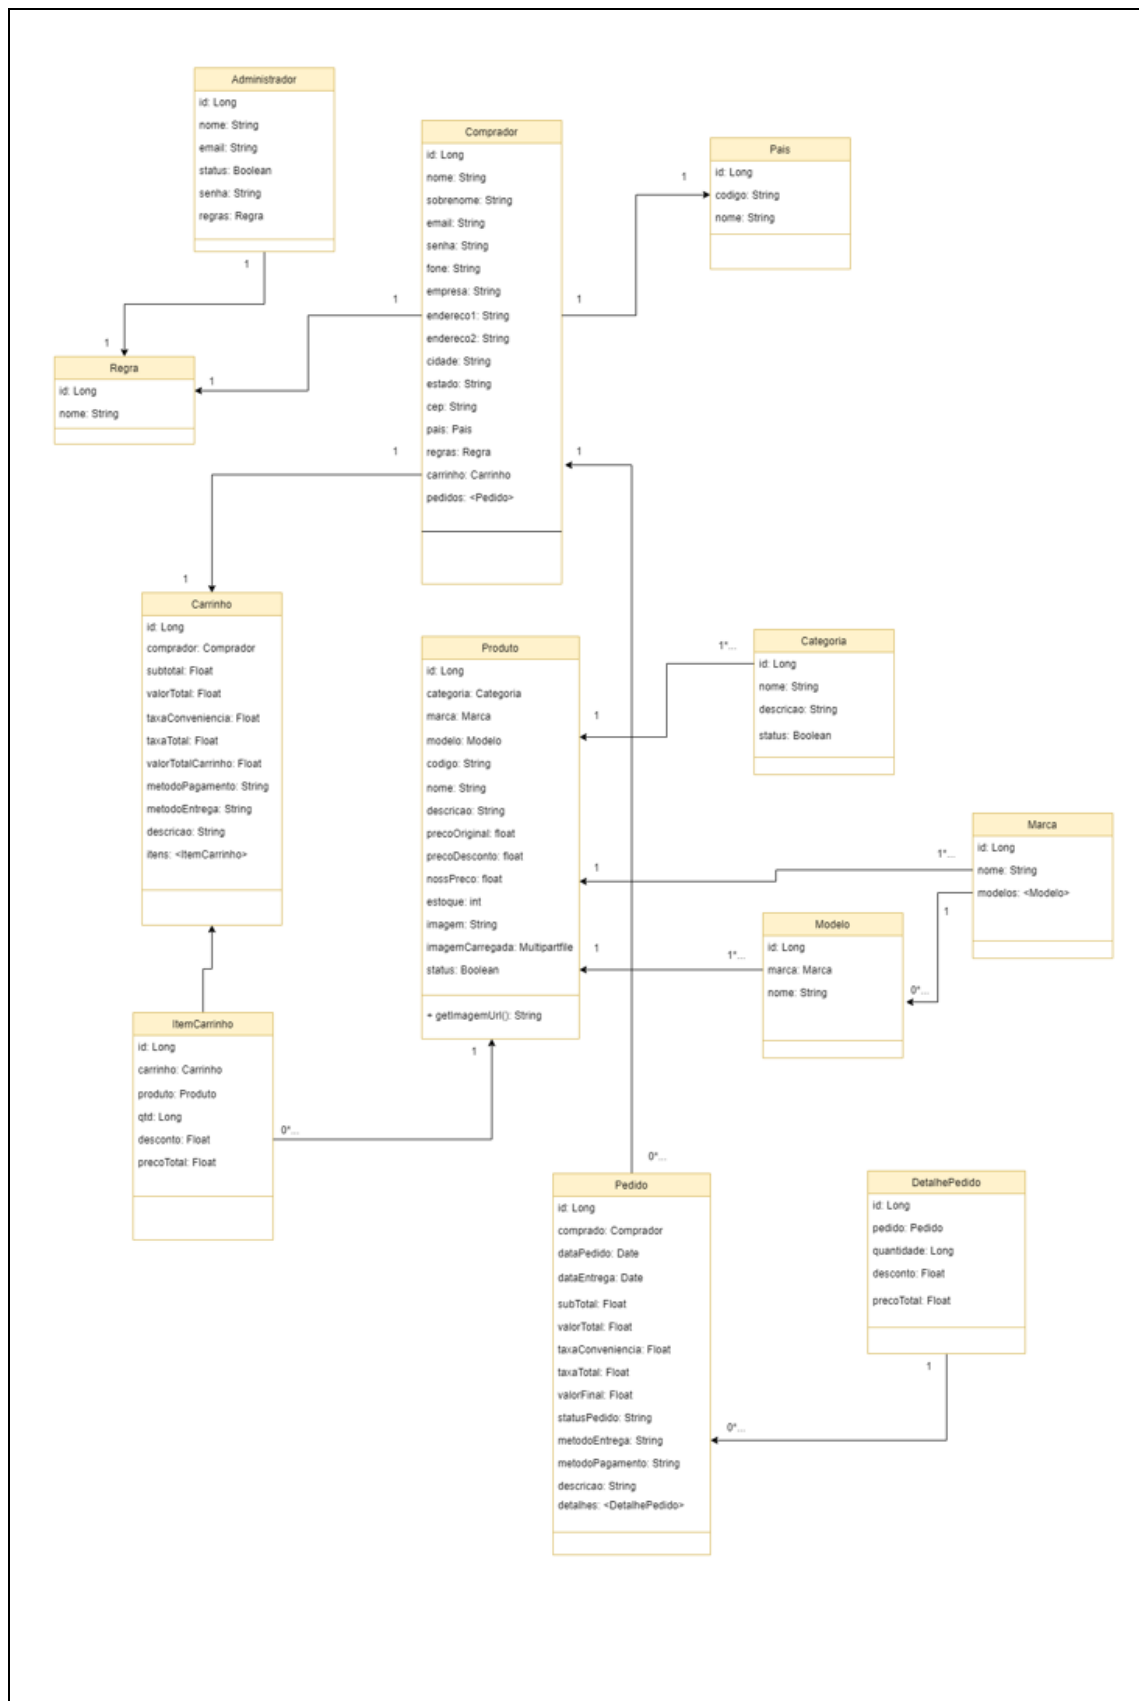 Administrador
id: Long
nome: String
email: String
status: Boolean
senha: String
regras: Regra
1
1
Regra
id: Long
nome: String
Comprador
id: Long
nome: String
sobrenome: String
email: String
senha: String
fone: String
empresa: String
endereco1: String
endereco2: String
cidade: String
estado: String
cep: String
pais: Pais
regras: Regra
carrinho: Carrinho
pedidos: <Pedido>
1
1
1
1
1
1
1
Pais
id: Long
codigo: String
nome: String
Carrinho
id: Long
comprador: Comprador
subtotal: Float
valorTotal: Float
taxaConveniencia: Float
taxaTotal: Float
valorTotalCarrinho: Float
metodoPagamento: String
metodoEntrega: String
descricao: String
itens: <ItemCarrinho>
Produto
id: Long
categoria: Categoria
marca: Marca
modelo: Modelo
codigo: String
nome: String
descricao: String
precoOriginal: float
precoDesconto: float
nossPreco: float
estoque: int
imagem: String
imagemCarregada: Multipartfile
status: Boolean
+ getImagemUrl(): String
1
1
1
1
Categoria
id: Long
nome: String
descricao: String
status: Boolean
1*...
Marca
id: Long
nome: String
modelos: <Modelo>
1*...
1
Modelo
id: Long
marca: Marca
nome: String
1*...
0*...
ItemCarrinho
id: Long
carrinho: Carrinho
produto: Produto
qtd: Long
desconto: Float
precoTotal: Float
0*...
Pedido
id: Long
comprado: Comprador
dataPedido: Date
dataEntrega: Date
subTotal: Float
valorTotal: Float
taxaConveniencia: Float
taxaTotal: Float
valorFinal: Float
statusPedido: String
metodoEntrega: String
metodoPagamento: String
descricao: String
detalhes: <DetalhePedido>
0*...
0*...
DetalhePedido
id: Long
pedido: Pedido
quantidade: Long
desconto: Float
precoTotal: Float
1